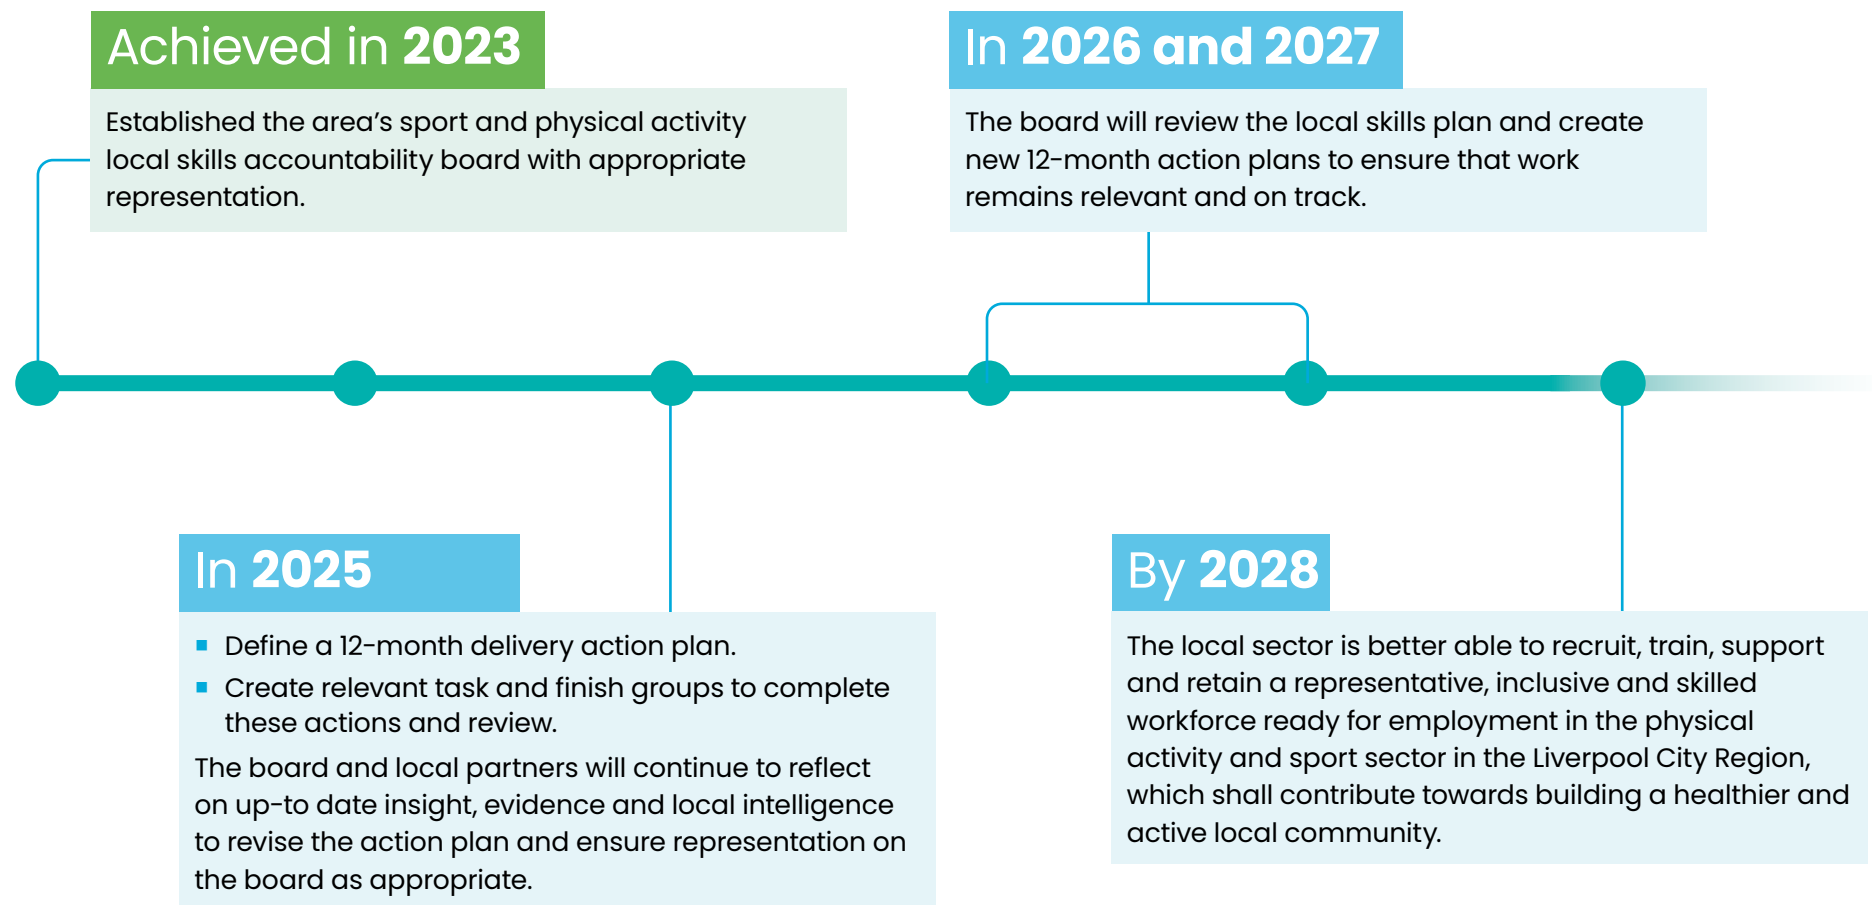 Achieved in 2023
Established the area's sport and physical activity
local skills accountability board with appropriate
representation.
In 2026 and 2027
The board will review the local skills plan and create
new 12-month action plans to ensure that work
remains relevant and on track.
In 2025
▪ Define a 12-month delivery action plan.
▪ Create relevant task and finish groups to complete
these actions and review.
The board and local partners will continue to reflect
on up-to date insight, evidence and local intelligence
to revise the action plan and ensure representation on
the board as appropriate.
By 2028
The local sector is better able to recruit, train, support
and retain a representative, inclusive and skilled
workforce ready for employment in the physical
activity and sport sector in the Liverpool City Region,
which shall contribute towards building a healthier and
active local community.